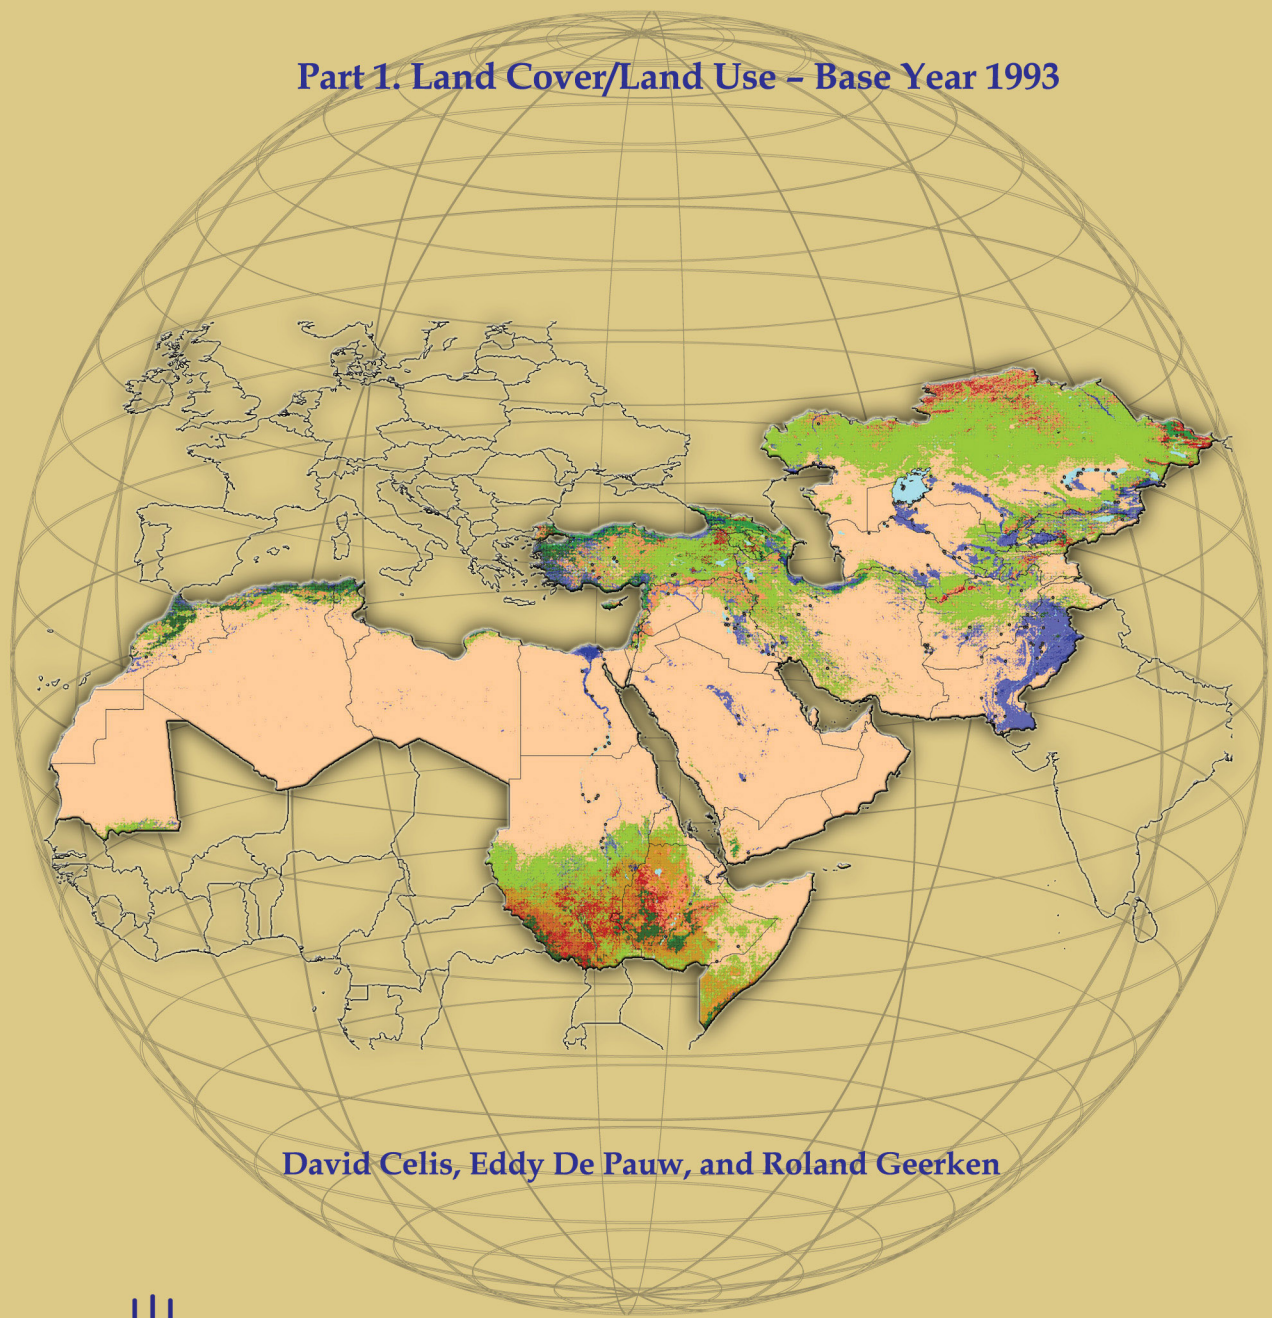 Part 1. Land Cover/Land Use – Base Year 1993
David Celis, Eddy De Pauw, and Roland Geerken